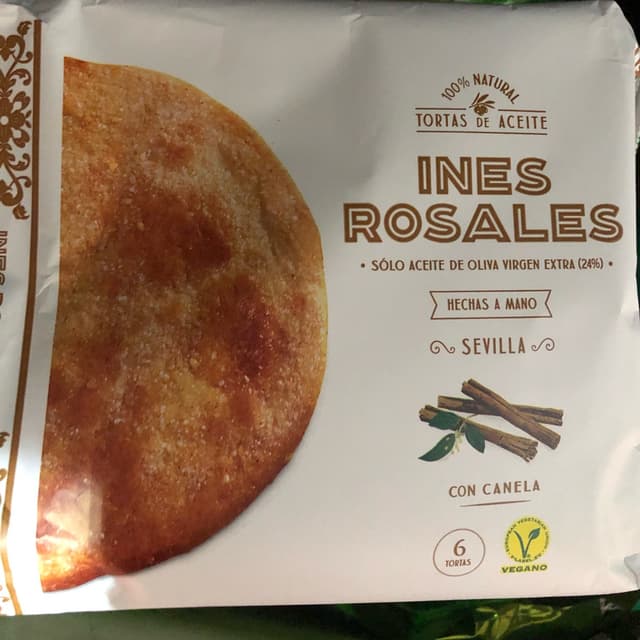 100% NATURAL
TORTAS DE ACEITE
INES
ROSALES
• SÓLO ACEITE DE OLIVA VIRGEN EXTRA (24%) •
HECHAS A MANO
SEVILLA
CON CANELA
6
TORTAS
VEGANO